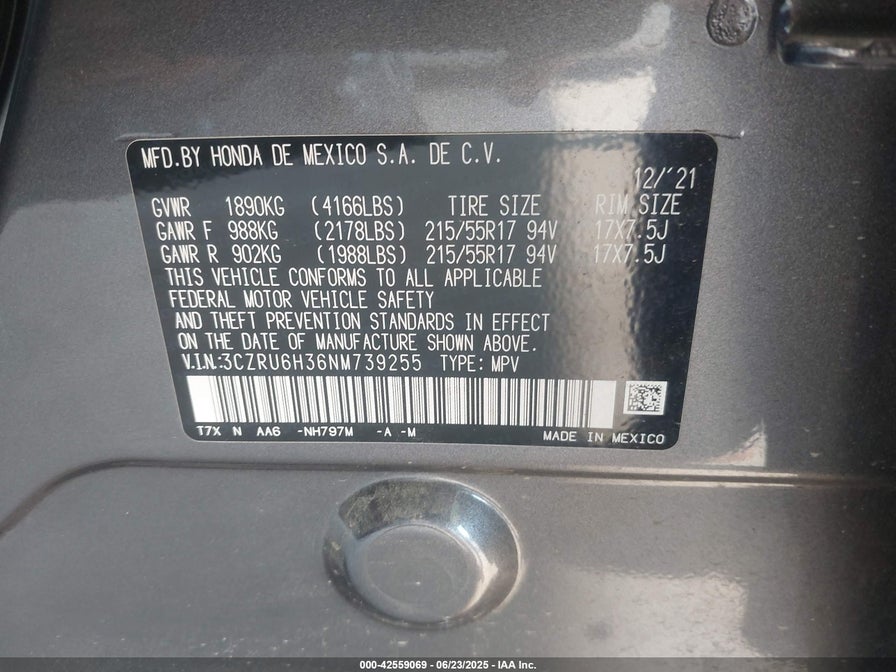 MFD.BY HONDA DE MEXICO S.A. DE C.V.
12/'21
GVWR 1890KG (4166LBS) TIRE SIZE RIM SIZE
GAWR F 988KG (2178LBS) 215/55R17 94V 17X7.5J
GAWR R 902KG (1988LBS) 215/55R17 94V 17X7.5J
THIS VEHICLE CONFORMS TO ALL APPLICABLE
FEDERAL MOTOR VEHICLE SAFETY
AND THEFT PREVENTION STANDARDS IN EFFECT
ON THE DATE OF MANUFACTURE SHOWN ABOVE.
V.I.N.:3CZRU6H36NM739255 TYPE: MPV
T7X N AA6 -NH797M -A -M MADE IN MEXICO
000-42559069 | 06/23/2025 - IAA Inc.